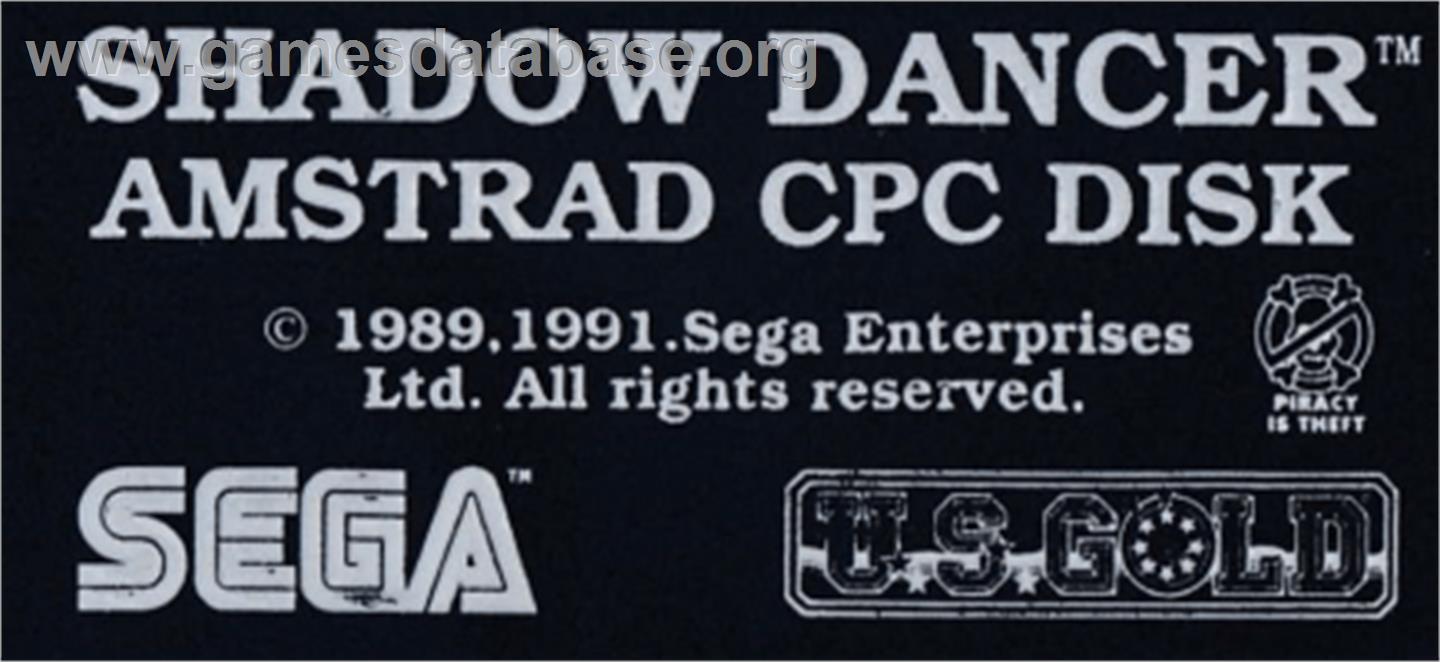 www.gamesdatabase.org
SHADOW DANCER™
AMSTRAD CPC DISK
© 1989,1991.Sega Enterprises
Ltd. All rights reserved.
PIRACY
IS THEFT
SEGA™
U.S.GOLD